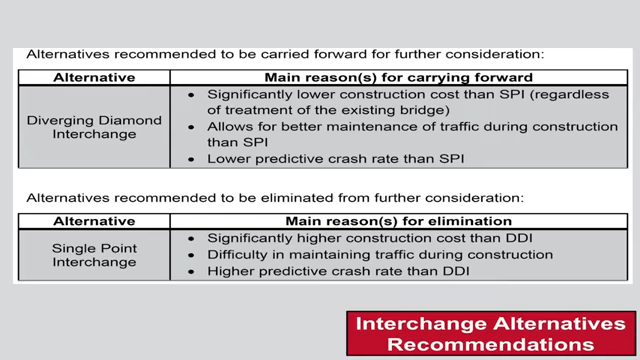 Alternatives recommended to be carried forward for further consideration:
Alternative
Main reason(s) for carrying forward
Diverging Diamond
Interchange
• Significantly lower construction cost than SPI (regardless
of treatment of the existing bridge)
• Allows for better maintenance of traffic during construction
than SPI
• Lower predictive crash rate than SPI
Alternatives recommended to be eliminated from further consideration:
Alternative
Main reason(s) for elimination
Single Point
Interchange
• Significantly higher construction cost than DDI
• Difficulty in maintaining traffic during construction
• Higher predictive crash rate than DDI
Interchange Alternatives
Recommendations